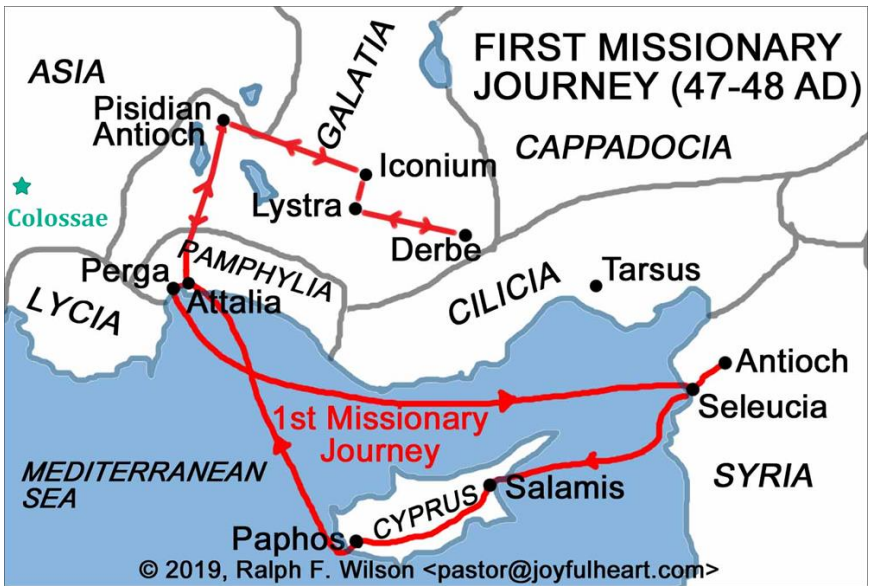 FIRST MISSIONARY
JOURNEY (47-48 AD)
ASIA
GALATIA
Pisidian
Antioch
CAPPADOCIA
Iconium
Colossae
Lystra
Derbe
PAMPHYLIA
Perga
Attalia
LYCIA
CILICIA
Tarsus
Antioch
Seleucia
1st Missionary
Journey
MEDITERRANEAN
SEA
SYRIA
Salamis
CYPRUS
Paphos
© 2019, Ralph F. Wilson <pastor@joyfulheart.com>